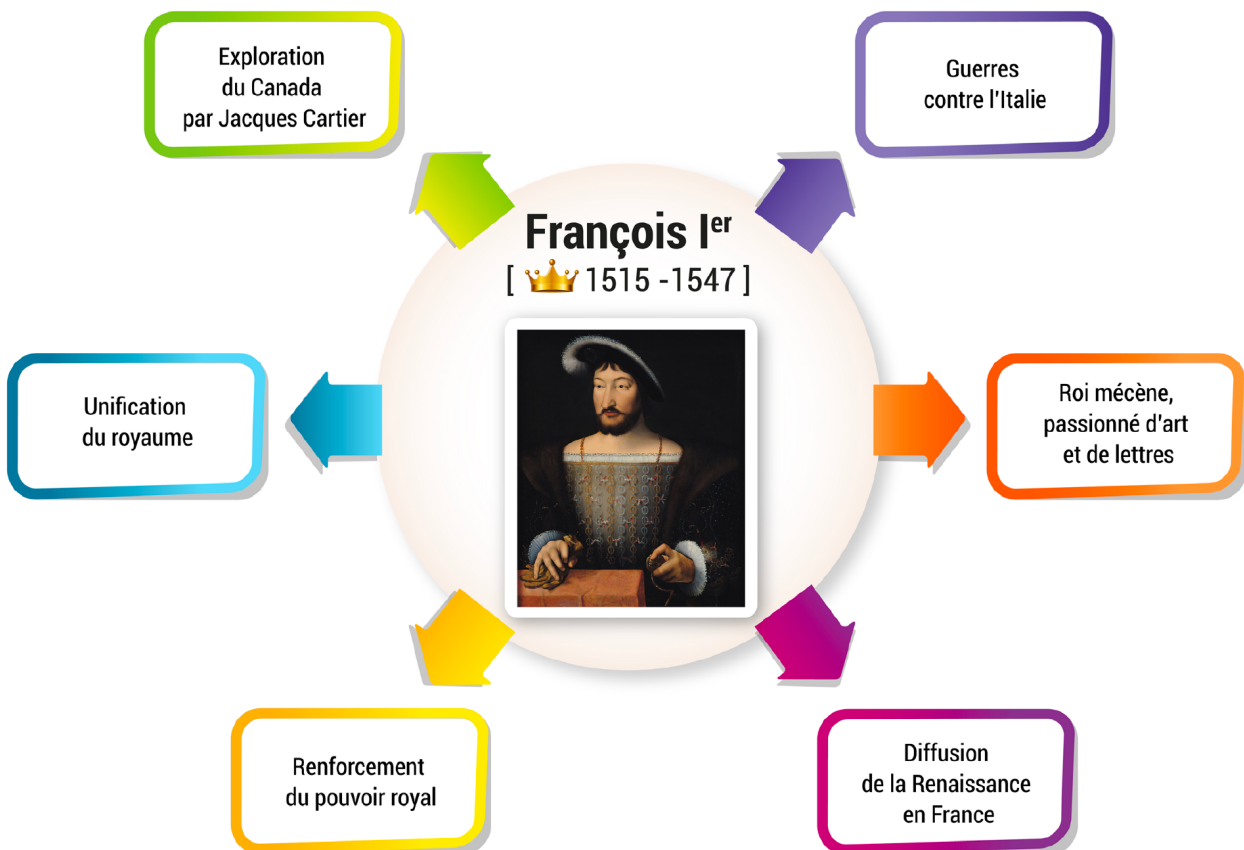 François Iᵉʳ
[ 1515 -1547 ]
Exploration
du Canada
par Jacques Cartier
Guerres
contre l'Italie
Unification
du royaume
Roi mécène,
passionné d'art
et de lettres
Renforcement
du pouvoir royal
Diffusion
de la Renaissance
en France